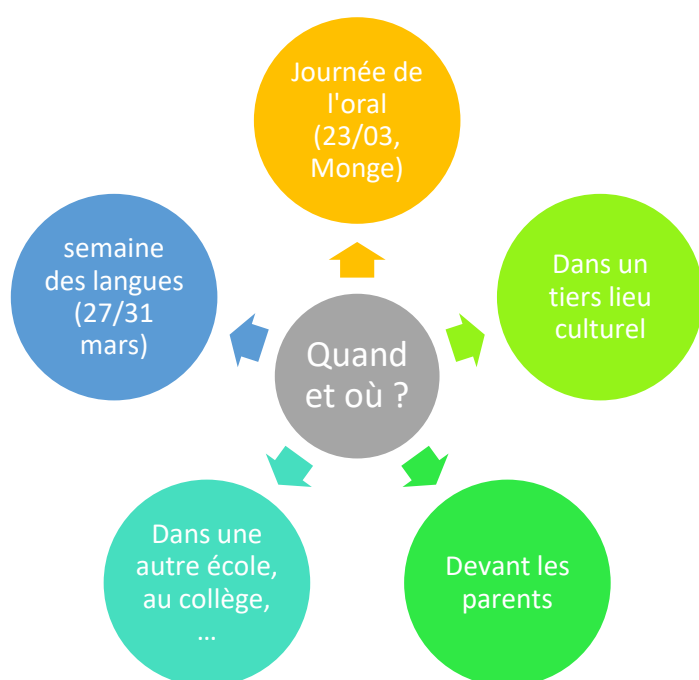 Journée de
l'oral
(23/03,
Monge)
semaine
des langues
(27/31
mars)
Dans un
tiers lieu
culturel
Quand
et où ?
Dans une
autre école,
au collège,
...
Devant les
parents